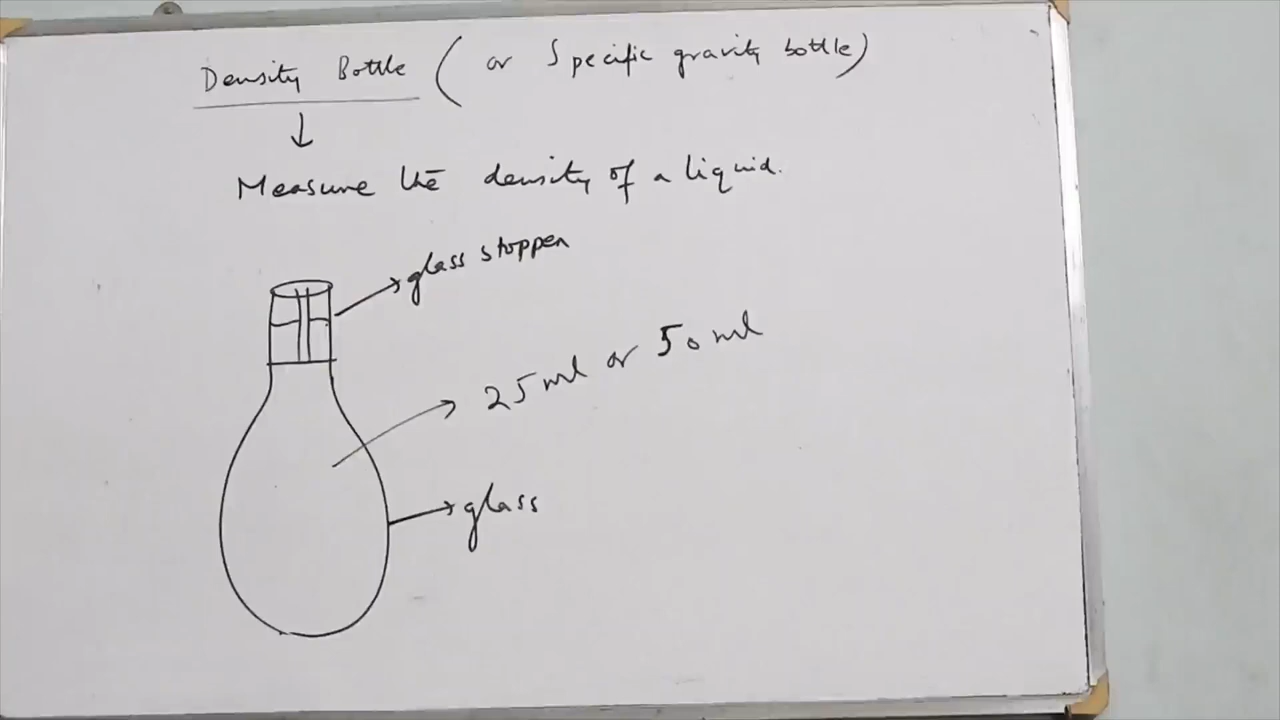 Density Bottle ( or Specific gravity bottle)
Measure the density of a liquid.
glass stopper
25 ml or 50 ml
glass